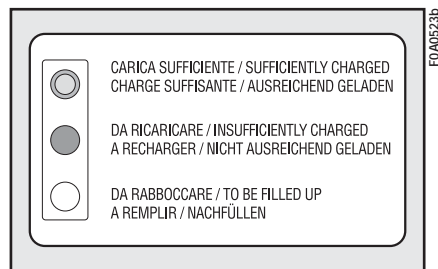 CARICA SUFFICIENTE / SUFFICIENTLY CHARGED
CHARGE SUFFISANTE / AUSREICHEND GELADEN
DA RICARICARE / INSUFFICIENTLY CHARGED
A RECHARGER / NICHT AUSREICHEND GELADEN
DA RABBOCCARE / TO BE FILLED UP
A REMPLIR / NACHFÜLLEN
F0A0523b